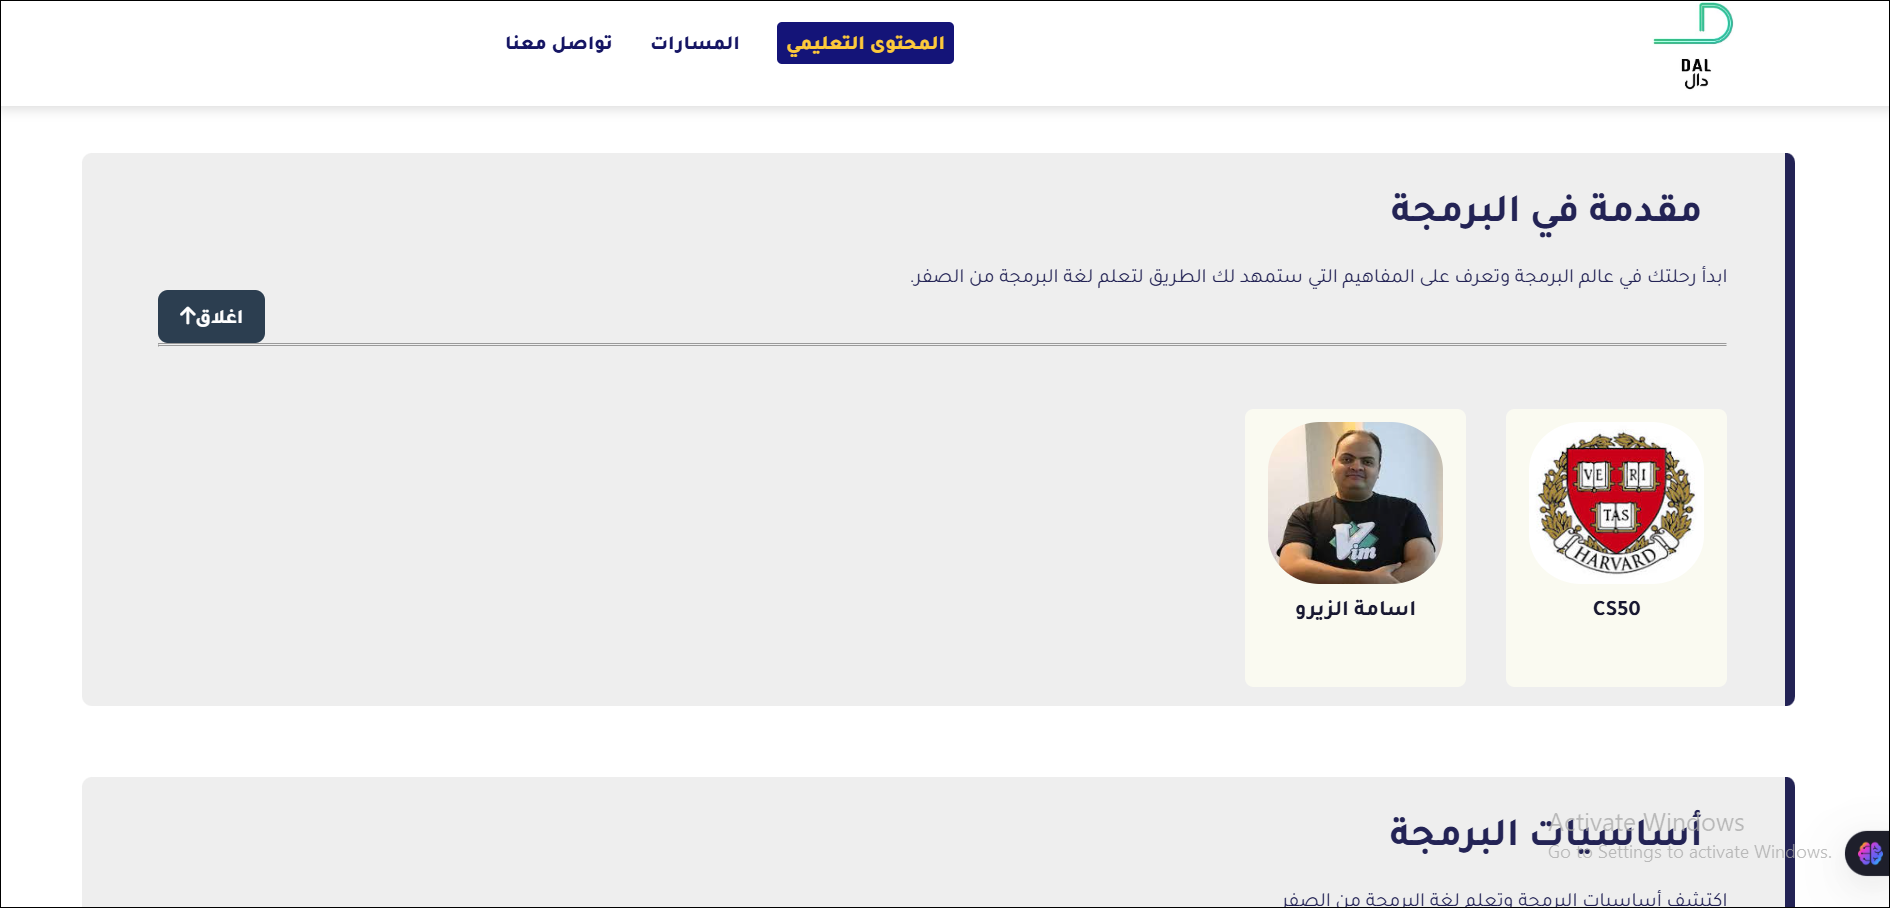 DAL
دال
المحتوى التعليمي
المسارات
تواصل معنا
مقدمة في البرمجة
ابدأ رحلتك في عالم البرمجة وتعرف على المفاهيم التي ستمهد لك الطريق لتعلم لغة البرمجة من الصفر.
اغلاق
VE RI
TAS
HARVARD
CS50
Vim
اسامة الزيرو
أساسيات البرمجة
اكتشف أساسيات البرمجة وتعلم لغة البرمجة من الصفر
Activate Windows
Go to Settings to activate Windows.